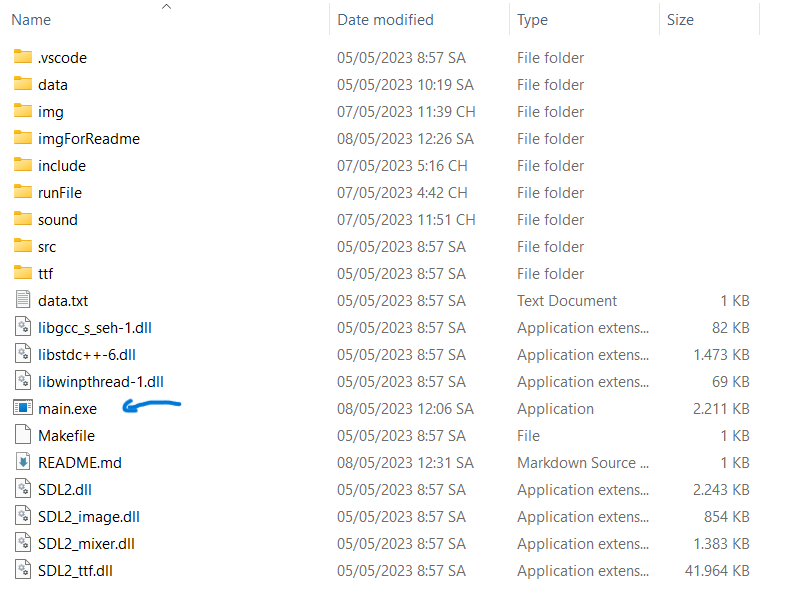 Name Date modified Type Size
.vscode 05/05/2023 8:57 SA File folder
data 05/05/2023 10:19 SA File folder
img 07/05/2023 11:39 CH File folder
imgForReadme 08/05/2023 12:26 SA File folder
include 07/05/2023 5:16 CH File folder
runFile 07/05/2023 4:42 CH File folder
sound 07/05/2023 11:51 CH File folder
src 05/05/2023 8:57 SA File folder
ttf 05/05/2023 8:57 SA File folder
data.txt 05/05/2023 8:57 SA Text Document 1 KB
libgcc_s_seh-1.dll 05/05/2023 8:57 SA Application extens... 82 KB
libstdc++-6.dll 05/05/2023 8:57 SA Application extens... 1.473 KB
libwinpthread-1.dll 05/05/2023 8:57 SA Application extens... 69 KB
main.exe 08/05/2023 12:06 SA Application 2.211 KB
Makefile 05/05/2023 8:57 SA File 1 KB
README.md 08/05/2023 12:31 SA Markdown Source ... 1 KB
SDL2.dll 05/05/2023 8:57 SA Application extens... 2.243 KB
SDL2_image.dll 05/05/2023 8:57 SA Application extens... 854 KB
SDL2_mixer.dll 05/05/2023 8:57 SA Application extens... 1.383 KB
SDL2_ttf.dll 05/05/2023 8:57 SA Application extens... 41.964 KB